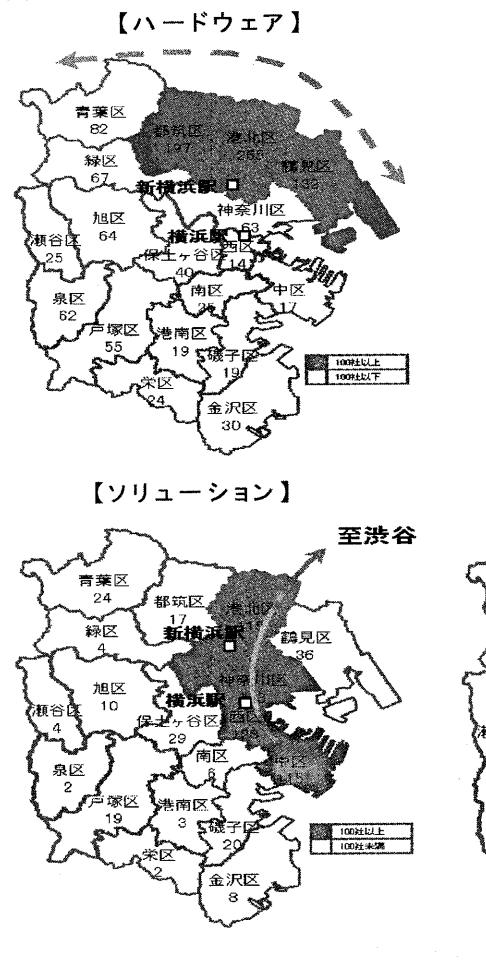 【ハードウェア】
青葉区
82
都筑区
197
港北区
鶴見区
緑区
67
新横浜駅
神奈川区
63
旭区
64
横浜駅
瀬谷区
25
西区
14
保土ヶ谷区
40
泉区
62
南区
中区
17
戸塚区
55
港南区
19
磯子区
19
100社以上
100社以下
栄区
24
金沢区
30
【ソリューション】
至渋谷
青葉区
24
都筑区
17
港北区
緑区
4
新横浜駅
鶴見区
36
旭区
10
神奈川区
横浜駅
瀬谷区
4
西区
保土ヶ谷区
29
泉区
2
南区
6
中区
115
戸塚区
19
港南区
3
磯子区
20
100社以上
100社未満
栄区
2
金沢区
8